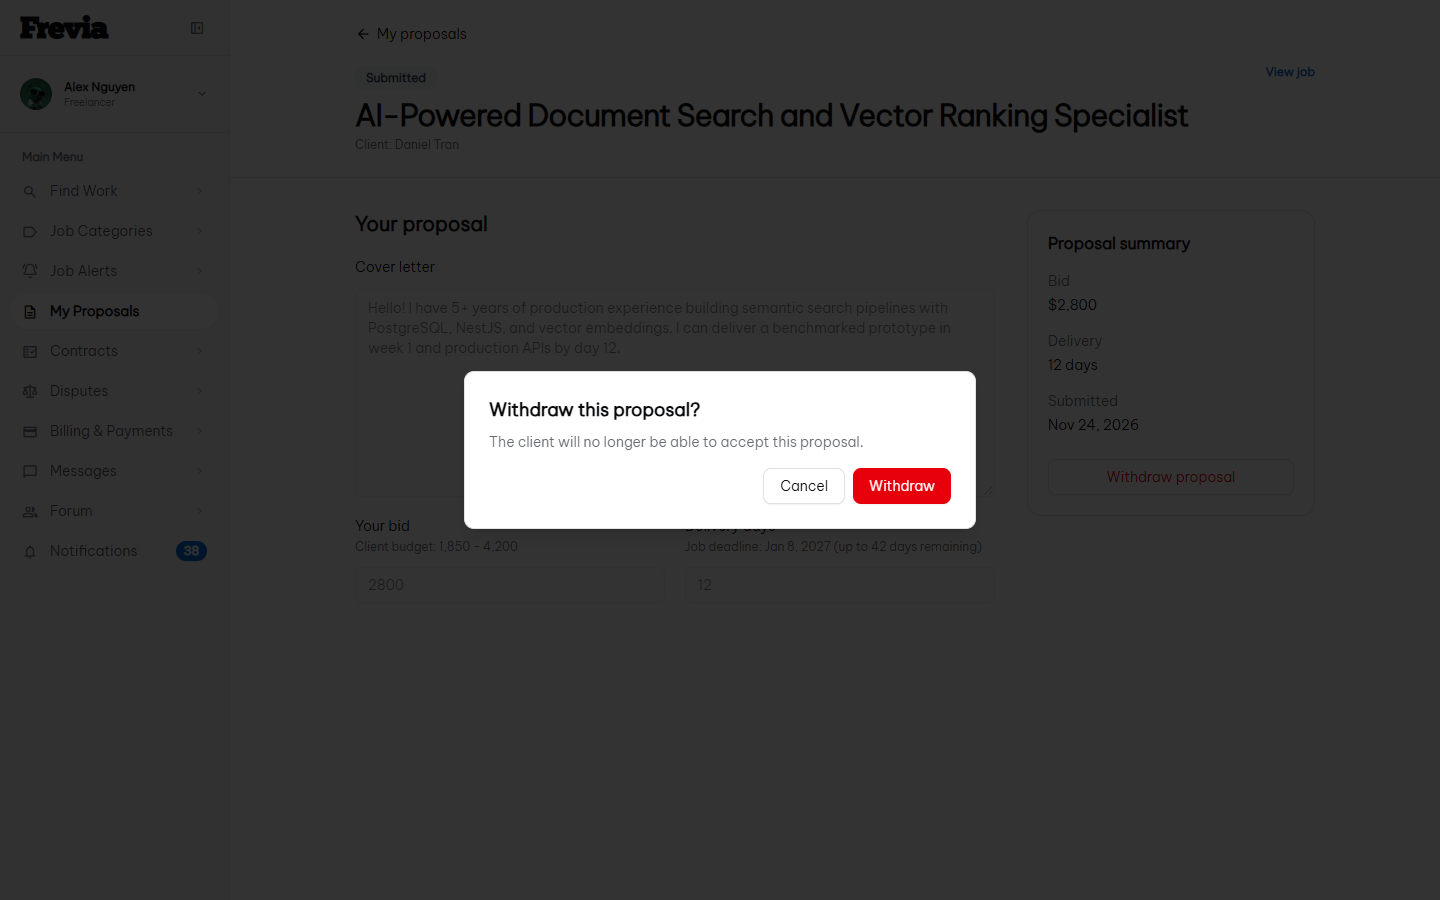 Frevia
Alex Nguyen
Freelancer
Main Menu
Find Work
Job Categories
Job Alerts
My Proposals
Contracts
Disputes
Billing & Payments
Messages
Forum
Notifications 38
My proposals
Submitted
View job
AI-Powered Document Search and Vector Ranking Specialist
Client: Daniel Tran
Your proposal
Cover letter
Hello! I have 5+ years of production experience building semantic search pipelines with
PostgreSQL, NestJS, and vector embeddings. I can deliver a benchmarked prototype in
week 1 and production APIs by day 12.
Withdraw this proposal?
The client will no longer be able to accept this proposal.
Cancel
Withdraw
Your bid
Client budget: 1,850 - 4,200
2800
Delivery days
Job deadline: Jan 8, 2027 (up to 42 days remaining)
12
Proposal summary
Bid
$2,800
Delivery
12 days
Submitted
Nov 24, 2026
Withdraw proposal